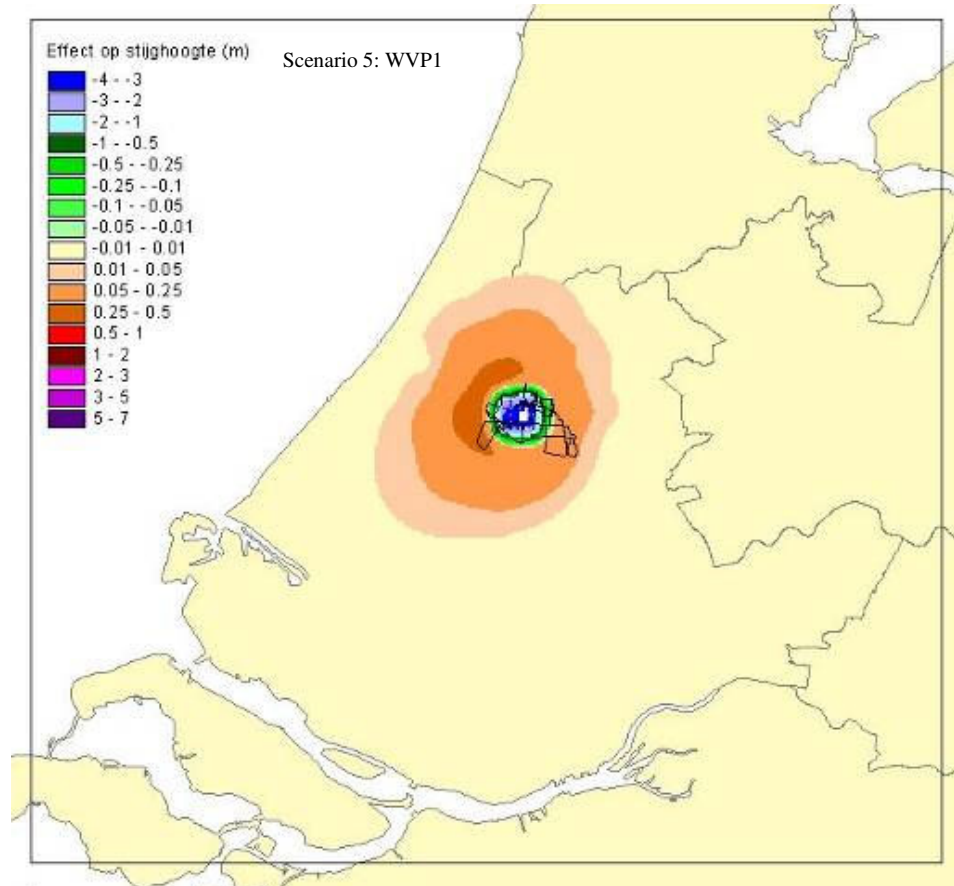 Effect op stijghoogte (m)
Scenario 5: WVP1
-4 - -3
-3 - -2
-2 - -1
-1 - -0.5
-0.5 - -0.25
-0.25 - -0.1
-0.1 - -0.05
-0.05 - -0.01
-0.01 - 0.01
0.01 - 0.05
0.05 - 0.25
0.25 - 0.5
0.5 - 1
1 - 2
2 - 3
3 - 5
5 - 7